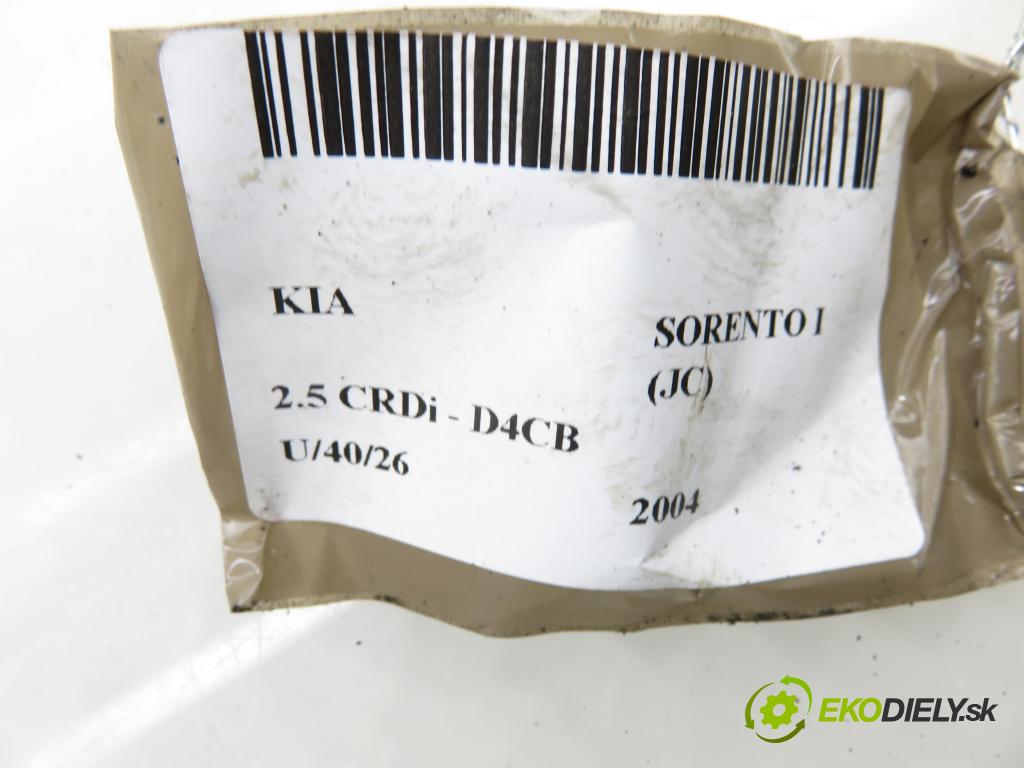 KIA
SORENTO I
(JC)
2.5 CRDi - D4CB
U/40/26
2004
EKODIELY.sk